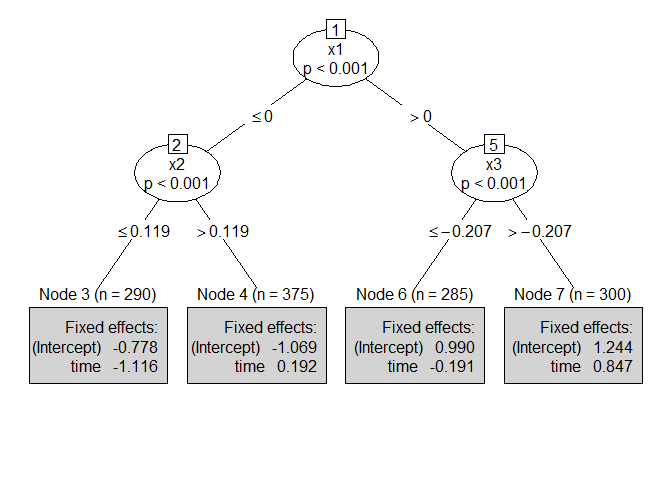 1
x1
p < 0.001
≤ 0
> 0
2
x2
p < 0.001
5
x3
p < 0.001
≤ 0.119
> 0.119
≤ −0.207
> −0.207
Node 3 (n = 290)
Fixed effects:
(Intercept) -0.778
time -1.116
Node 4 (n = 375)
Fixed effects:
(Intercept) -1.069
time 0.192
Node 6 (n = 285)
Fixed effects:
(Intercept) 0.990
time -0.191
Node 7 (n = 300)
Fixed effects:
(Intercept) 1.244
time 0.847